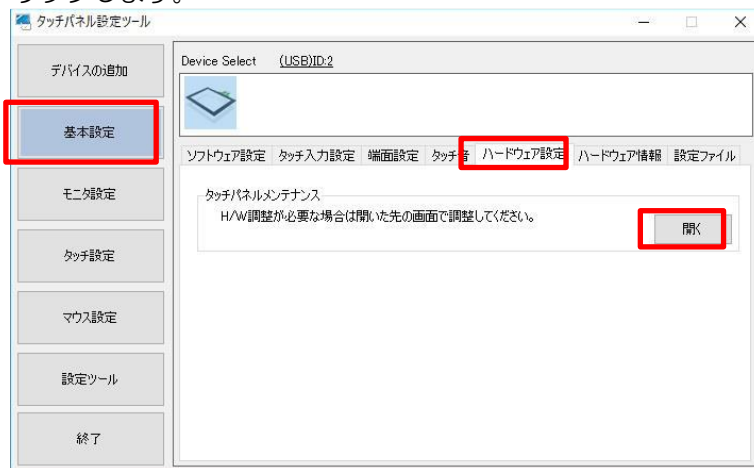 タッチパネル設定ツール
デバイスの追加
基本設定
モニタ設定
タッチ設定
マウス設定
設定ツール
終了
Device Select (USB)ID:2
ソフトウェア設定 タッチ入力設定 端面設定 タッチ音 ハードウェア設定 ハードウェア情報 設定ファイル
タッチパネルメンテナンス
H/W調整が必要な場合は開いた先の画面で調整してください。
開く